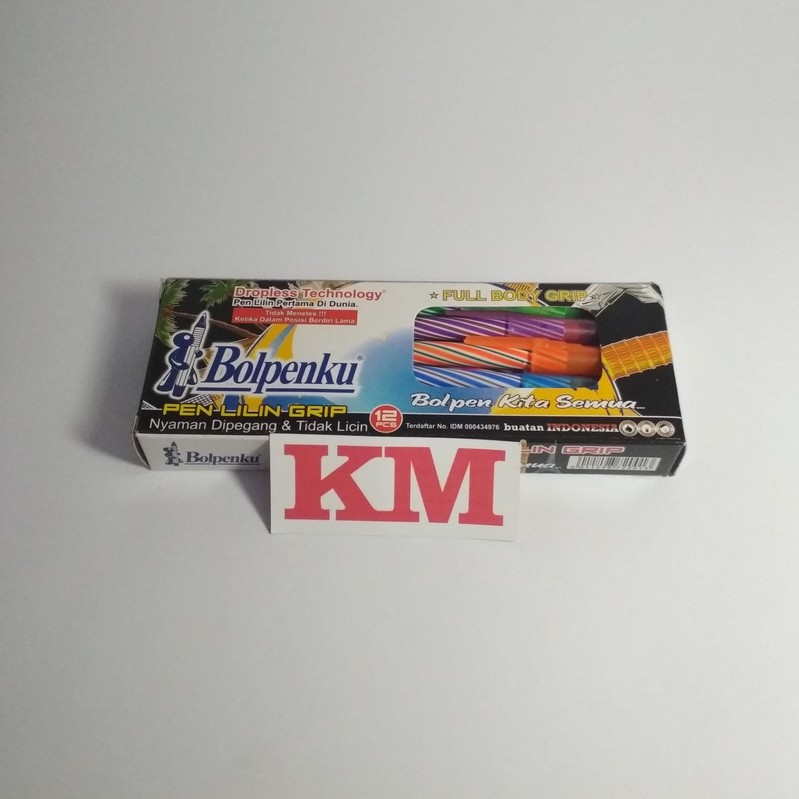 Dropless Technology
Pen Lilin Pertama Di Dunia.
Tidak Menetes !!!
Ketika Dalam Posisi Berdiri Lama
☆ FULL BODY GRIP ☆
Bolpenku®
PEN LILIN GRIP
Nyaman Dipegang & Tidak Licin
12 PCS
Bolpen Kita Semua...
Terdaftar No. IDM 000434976 buatan INDONESIA
Bolpenku
LIN GRIP
KM